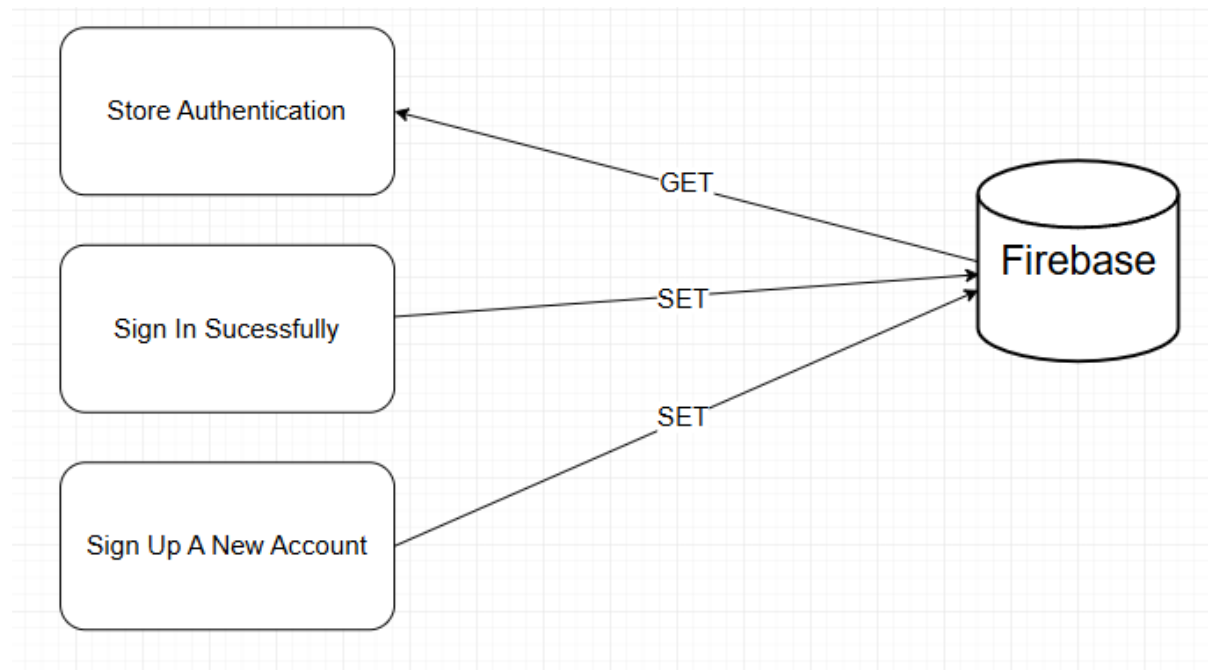 Store Authentication
GET
Firebase
Sign In Sucessfully
SET
SET
Sign Up A New Account